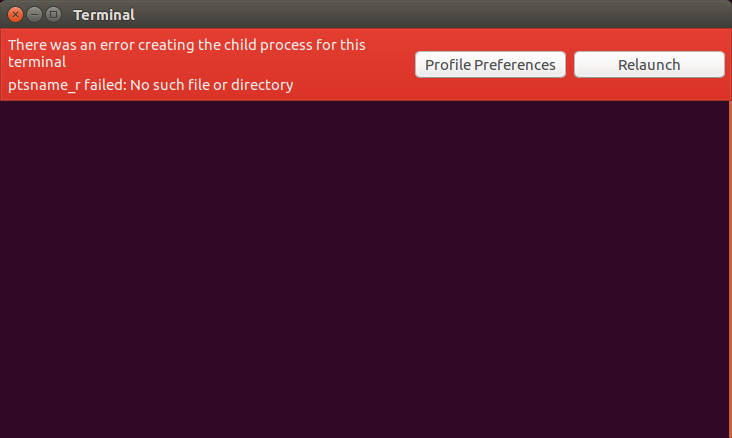 Terminal
There was an error creating the child process for this
terminal
ptsname_r failed: No such file or directory
Profile Preferences
Relaunch